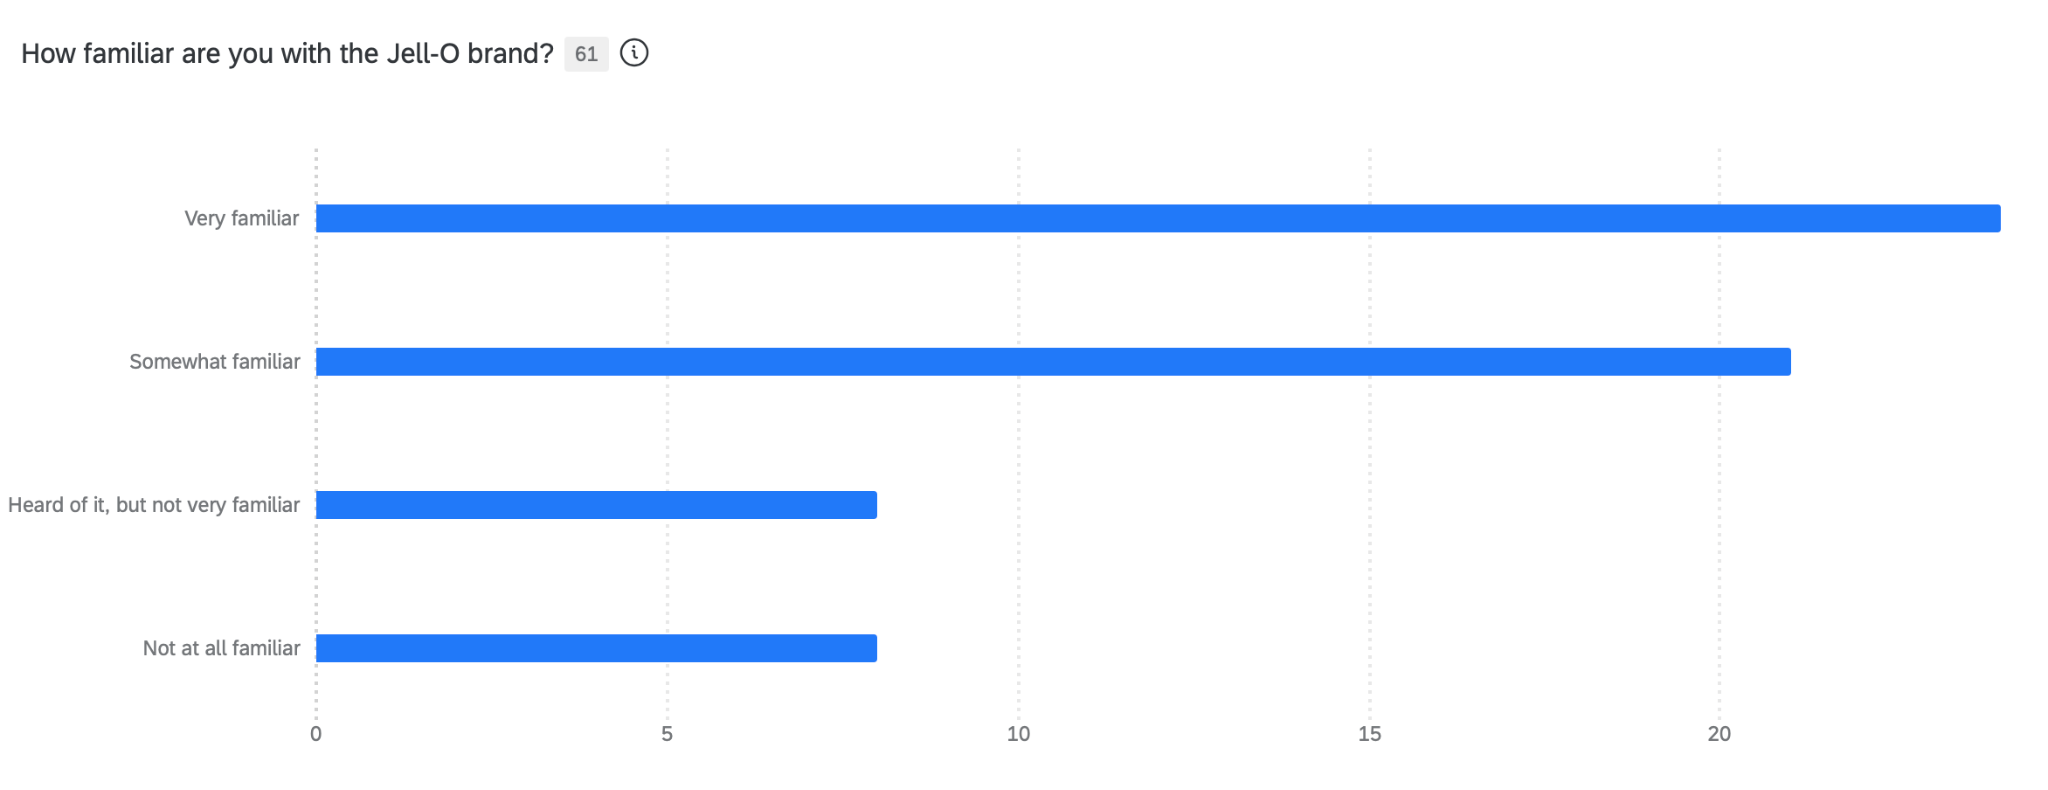 How familiar are you with the Jell-O brand? 61
Very familiar
Somewhat familiar
Heard of it, but not very familiar
Not at all familiar
0 5 10 15 20